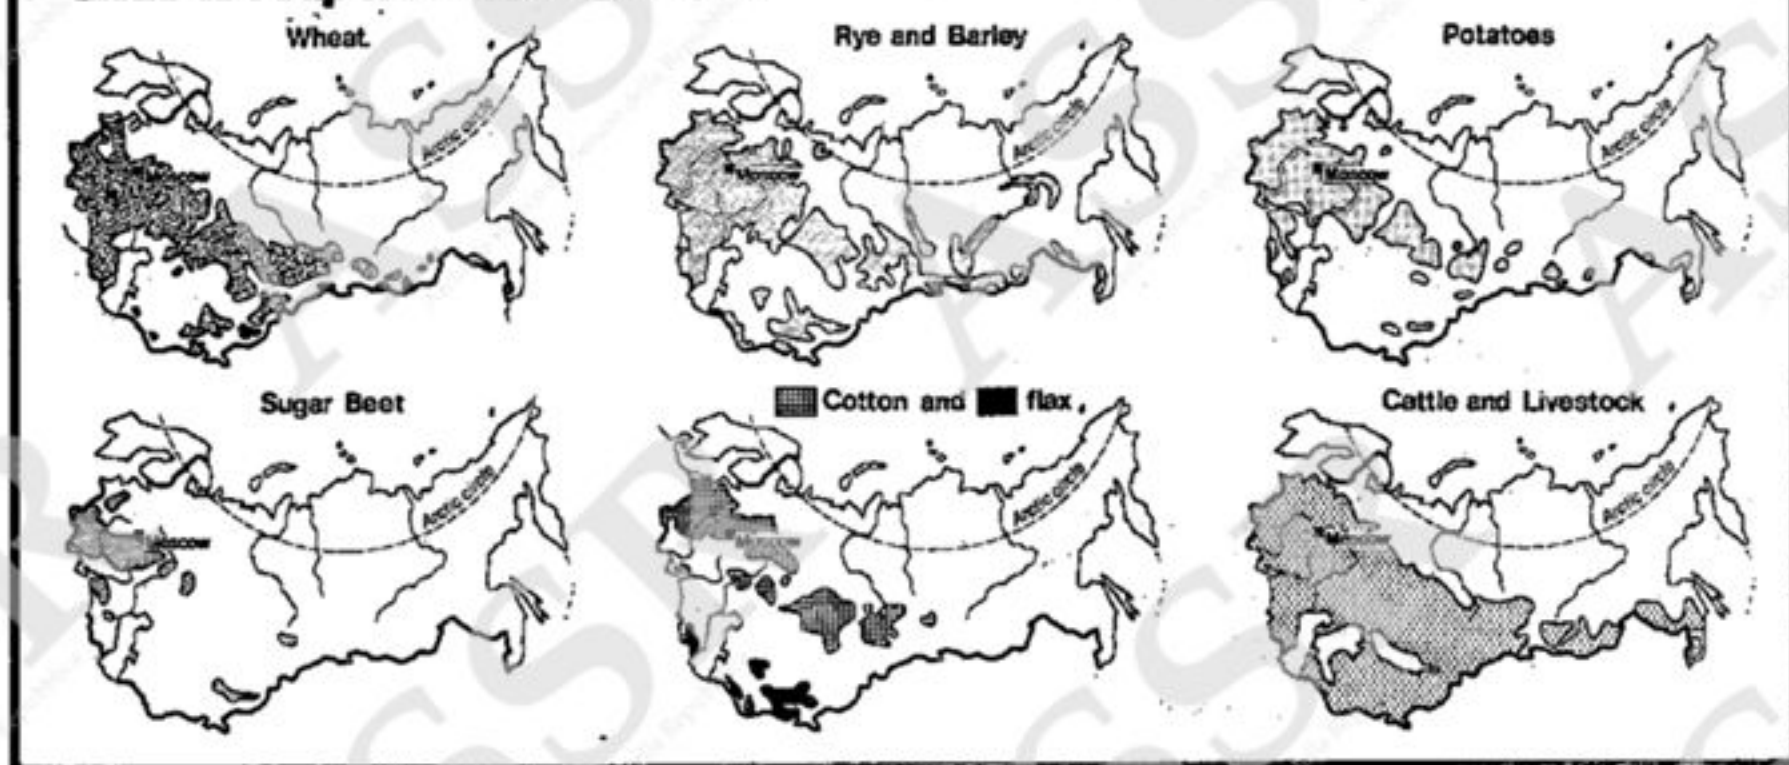 Wheat
Arctic circle
Moscow
Rye and Barley
Arctic circle
Moscow
Potatoes
Arctic circle
Moscow
Sugar Beet
Arctic circle
Moscow
Cotton and flax
Arctic circle
Moscow
Cattle and Livestock
Arctic circle
Moscow